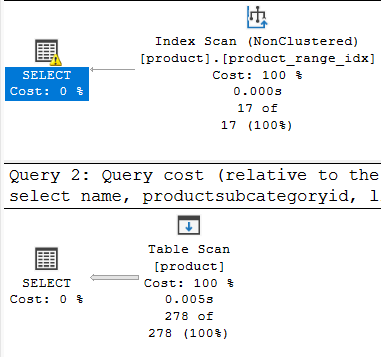 Index Scan (NonClustered)
[product].[product_range_idx]
SELECT
Cost: 100 %
Cost: 0 %
0.000s
17 of
17 (100%)
Query 2: Query cost (relative to the
select name, productsubcategoryid, l
Table Scan
[product]
SELECT
Cost: 100 %
Cost: 0 %
0.005s
278 of
278 (100%)